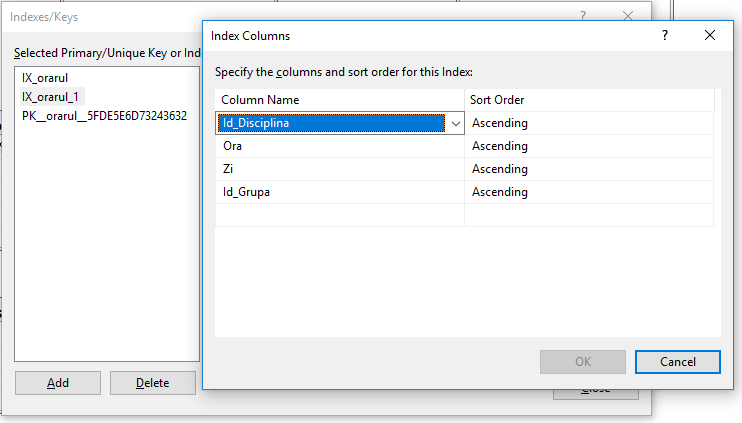 Indexes/Keys
Selected Primary/Unique Key or Ind
IX_orarul
IX_orarul_1
PK__orarul__5FDE5E6D73243632
Add
Delete
Close
Index Columns
Specify the columns and sort order for this Index:
Column Name Sort Order
Id_Disciplina Ascending
Ora Ascending
Zi Ascending
Id_Grupa Ascending
OK
Cancel